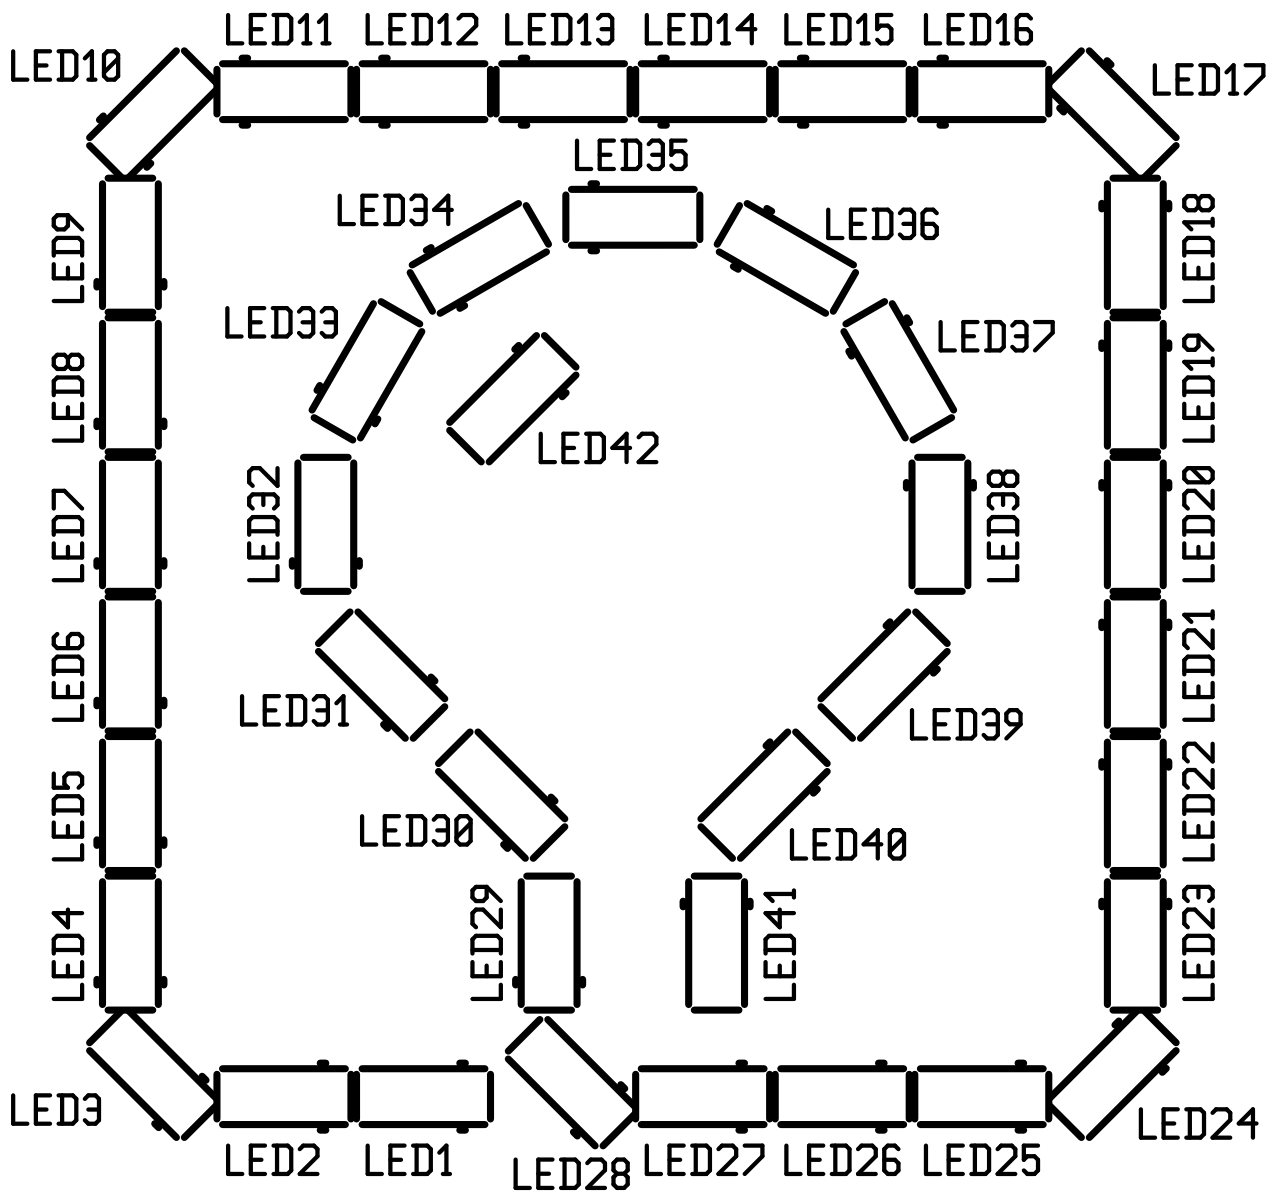 LED11 LED12 LED13 LED14 LED15 LED16
LED10 LED17
LED35
LED34 LED36
LED9 LED18
LED33 LED37
LED8 LED19
LED42
LED7 LED32 LED38 LED20
LED6 LED21
LED31 LED39
LED5 LED22
LED30 LED40
LED4 LED29 LED41 LED23
LED3 LED24
LED2 LED1 LED28 LED27 LED26 LED25